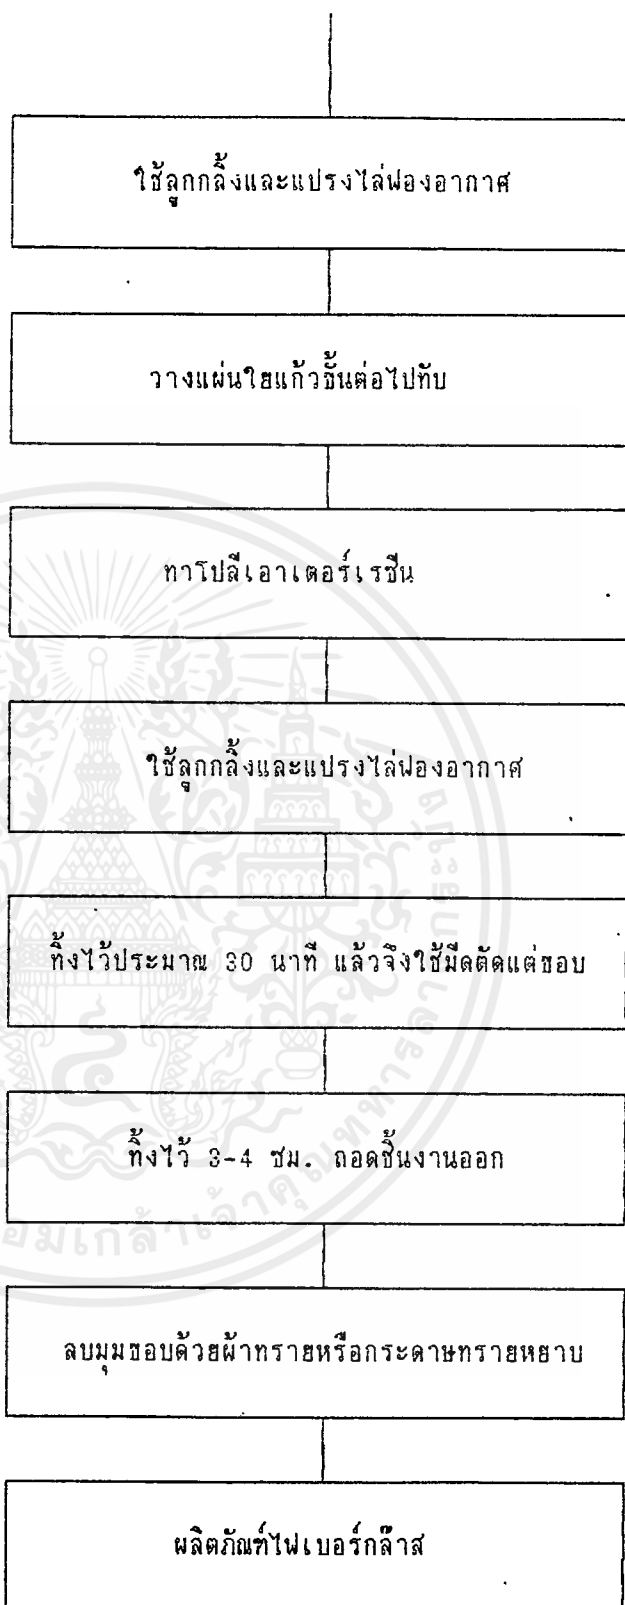 ใช้ลูกกลิ้งและแปรงไล่ฟองอากาศ
วางแผ่นใยแก้วชั้นต่อไปทับ
ทาโปลีเอาเตอร์เรซีน
ใช้ลูกกลิ้งและแปรงไล่ฟองอากาศ
ทิ้งไว้ประมาณ 30 นาที แล้วจึงใช้มีดตัดแต่ขอบ
ทิ้งไว้ 3-4 ชม. ถอดชิ้นงานออก
ลบมุมขอบด้วยผ้าทรายหรือกระดาษทรายหยาบ
ผลิตภัณฑ์ไฟเบอร์กล๊าส